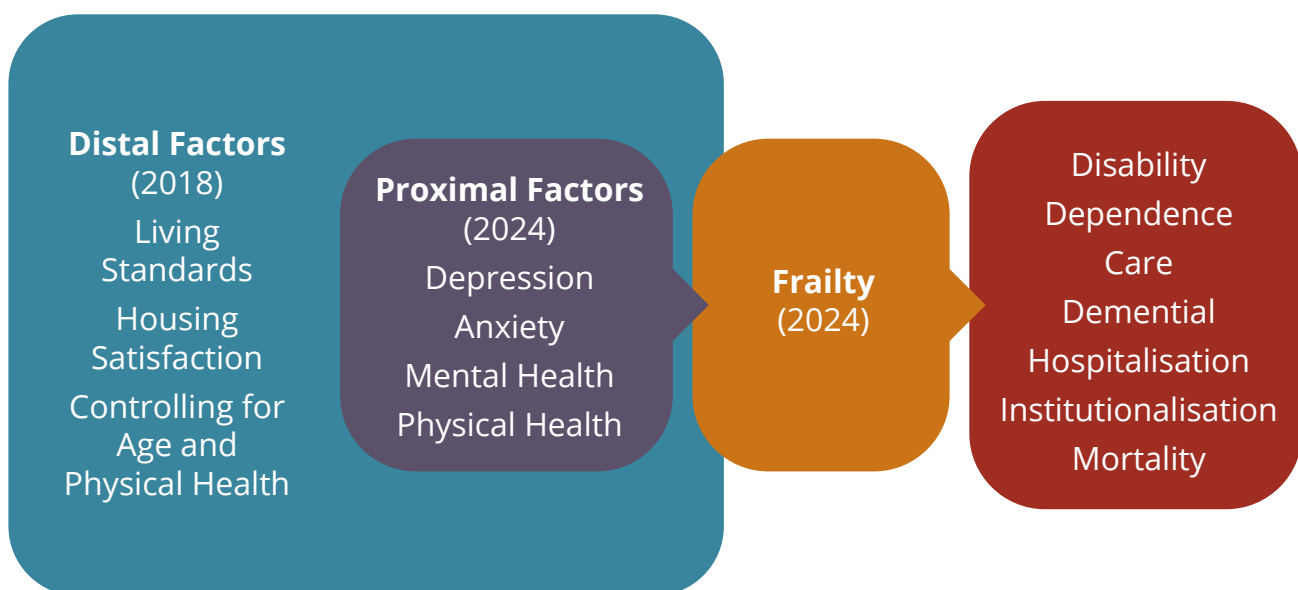 Distal Factors
(2018)
Living
Standards
Housing
Satisfaction
Controlling for
Age and
Physical Health
Proximal Factors
(2024)
Depression
Anxiety
Mental Health
Physical Health
Frailty
(2024)
Disability
Dependence
Care
Demential
Hospitalisation
Institutionalisation
Mortality